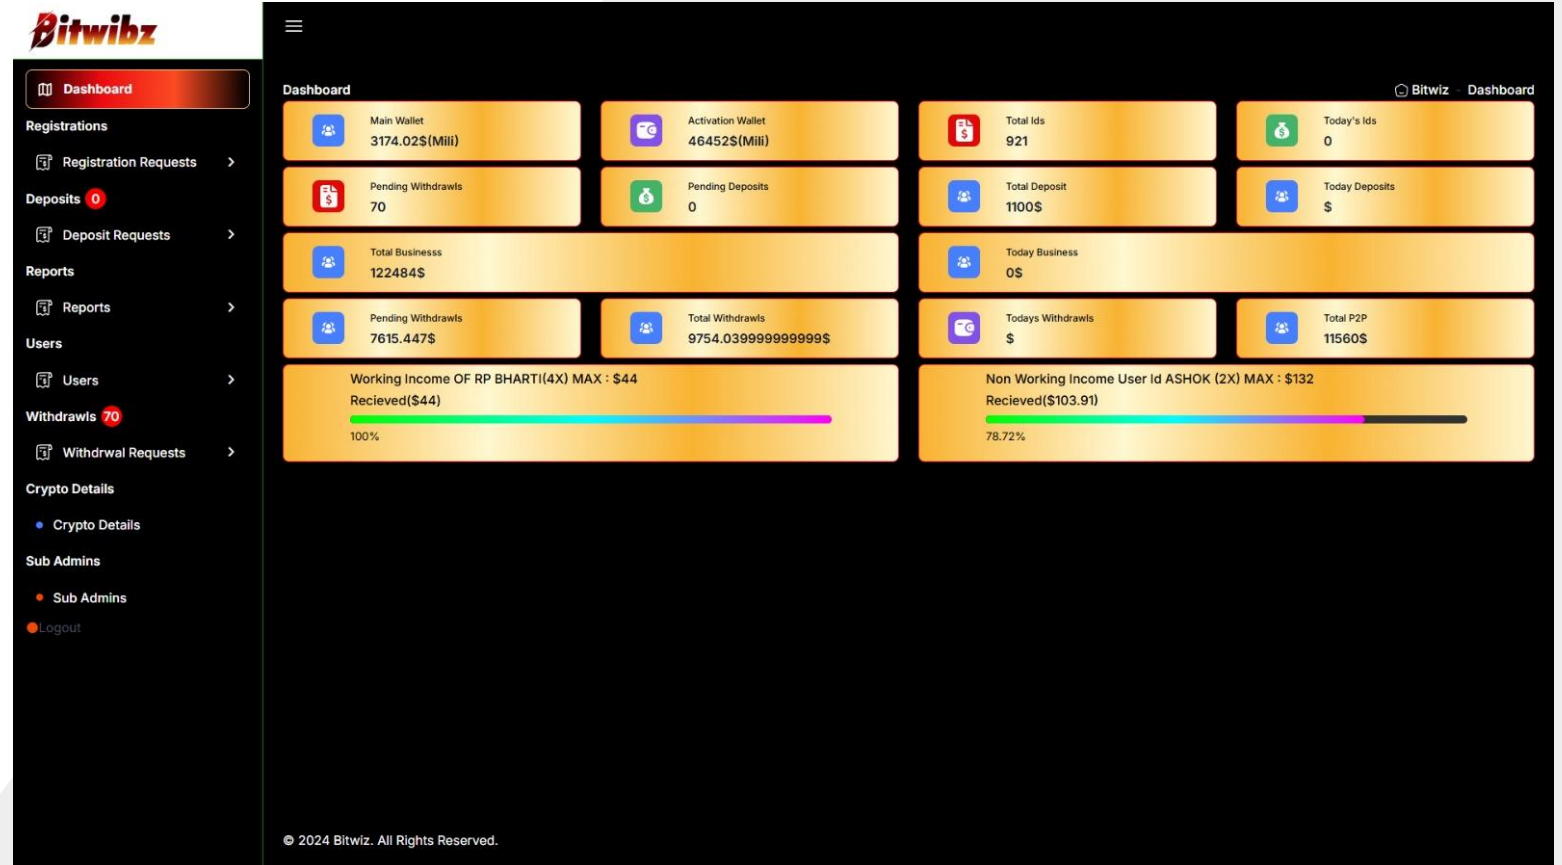 Bitwibz
Dashboard
Registrations
Registration Requests
Deposits 0
Deposit Requests
Reports
Reports
Users
Users
Withdrawls 70
Withdrwal Requests
Crypto Details
Crypto Details
Sub Admins
Sub Admins
Logout
Dashboard
Bitwiz - Dashboard
Main Wallet
3174.02$(Mili)
Activation Wallet
46452$(Mili)
Total Ids
921
Today's Ids
0
Pending Withdrawls
70
Pending Deposits
0
Total Deposit
1100$
Today Deposits
$
Total Businesss
122484$
Today Business
0$
Pending Withdrawls
7615.447$
Total Withdrawls
9754.039999999999$
Todays Withdrawls
$
Total P2P
11560$
Working Income OF RP BHARTI(4X) MAX : $44
Recieved($44)
100%
Non Working Income User Id ASHOK (2X) MAX : $132
Recieved($103.91)
78.72%
© 2024 Bitwiz. All Rights Reserved.